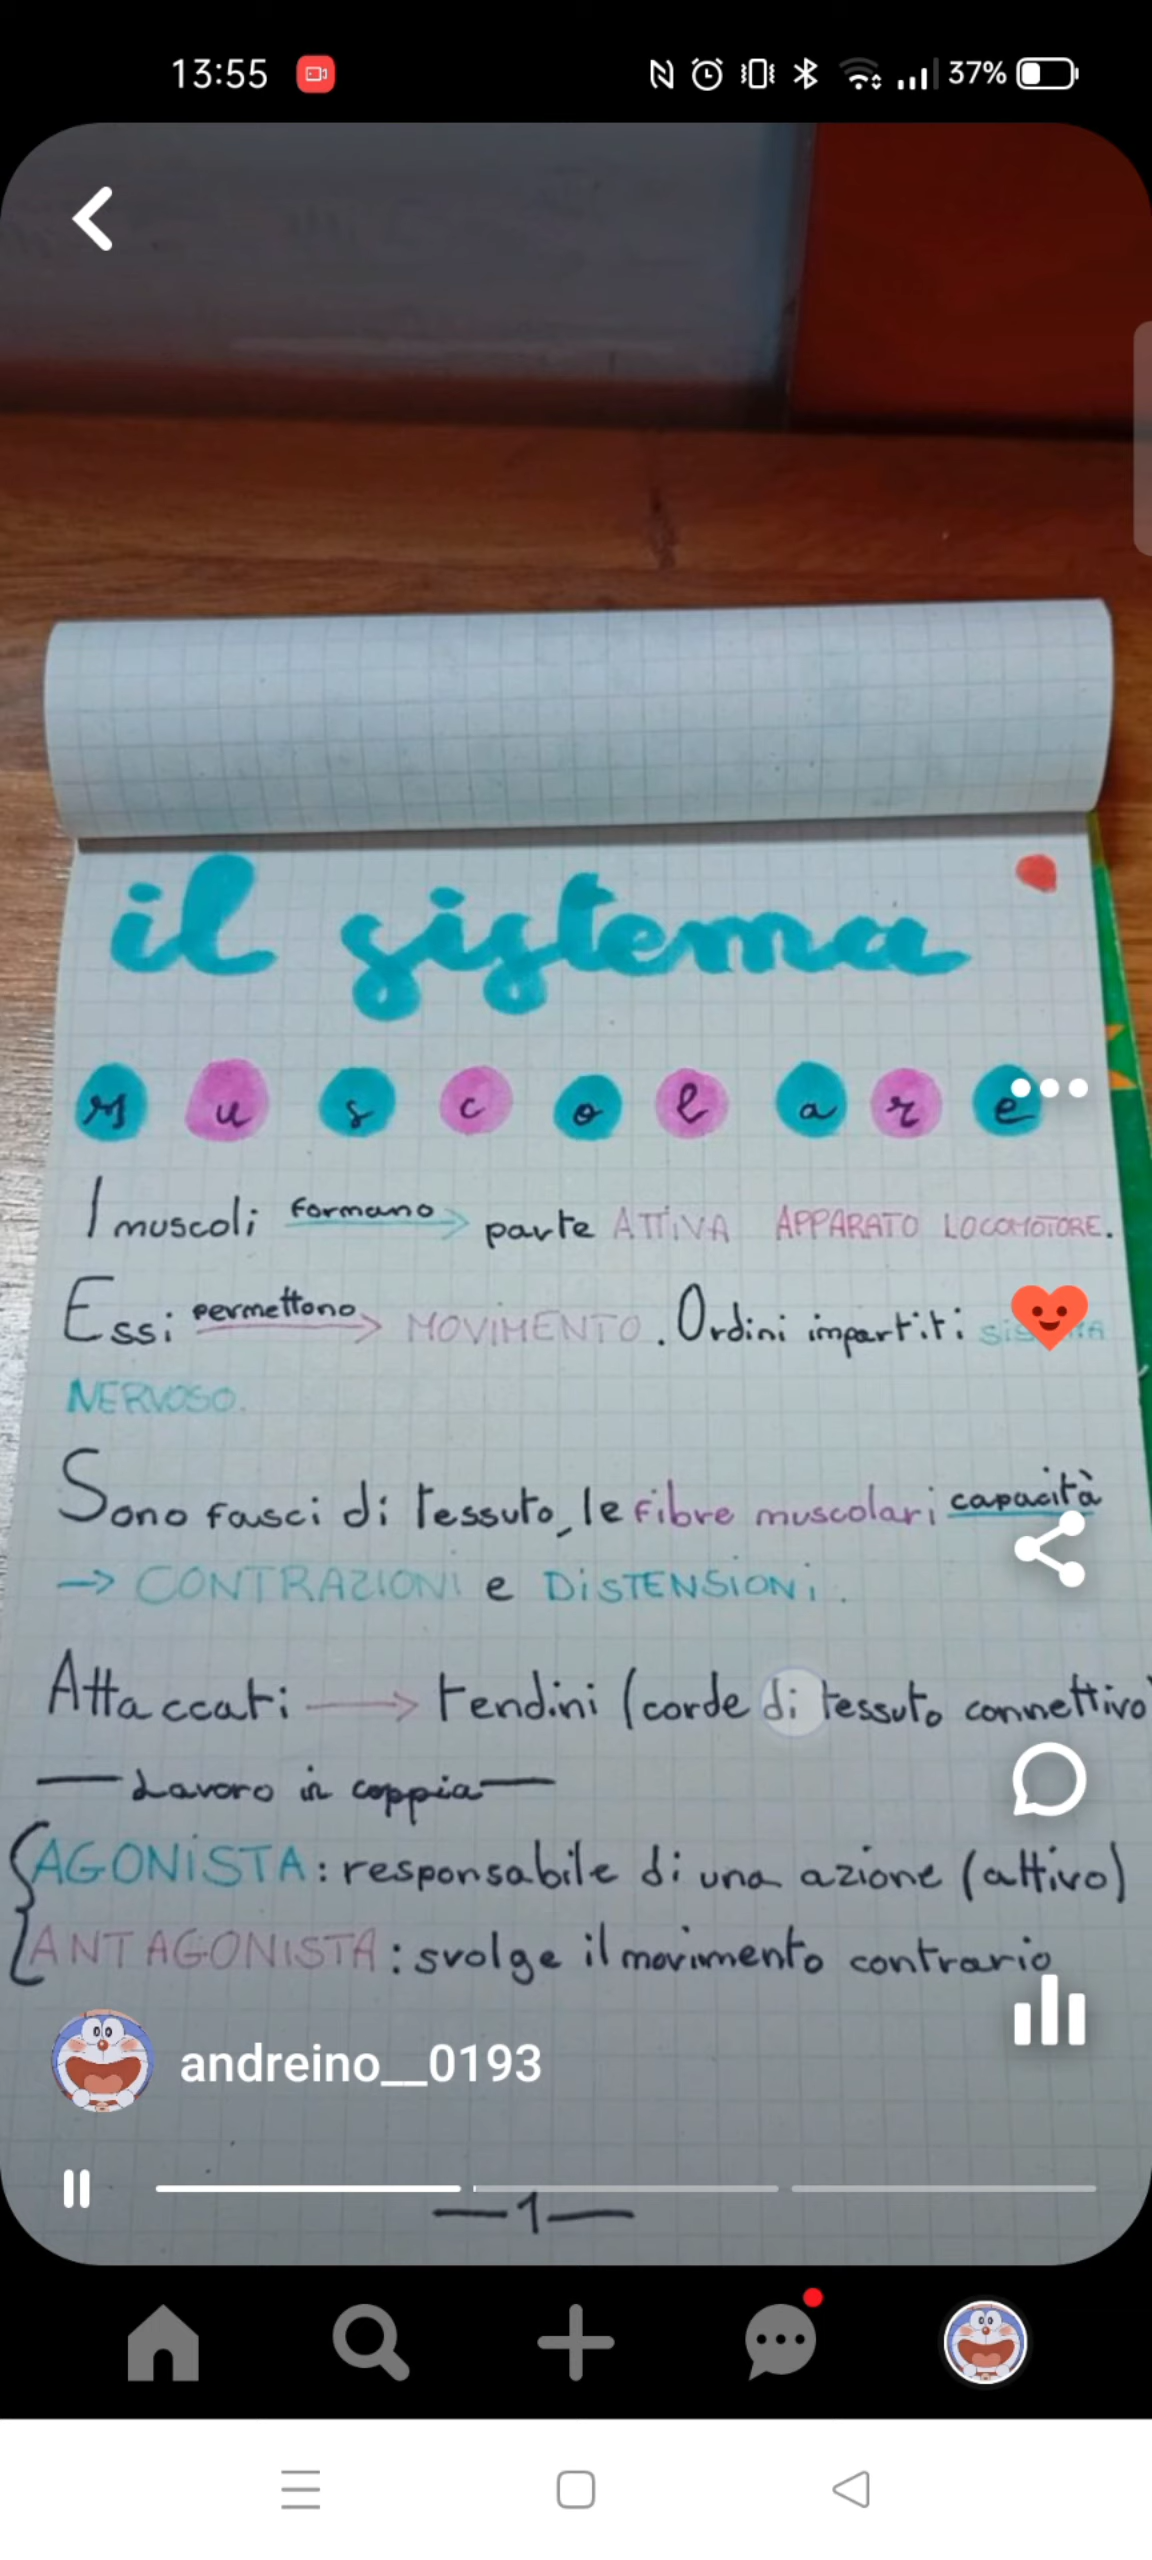 13:55
37%
il sistema
muscolare
I muscoli formano parte ATTIVA APPARATO LOCOMOTORE.
Essi permettono MOVIMENTO. Ordini impartiti
NERVOSO.
Sono fasci di tessuto, le fibre muscolari capacità
→ CONTRAZIONI e DISTENSIONI.
Attaccati → tendini (corde di tessuto connettivo)
— Lavoro in coppia —
AGONISTA: responsabile di una azione (attivo)
ANTAGONISTA: svolge il movimento contrario
andreino__0193
—1—